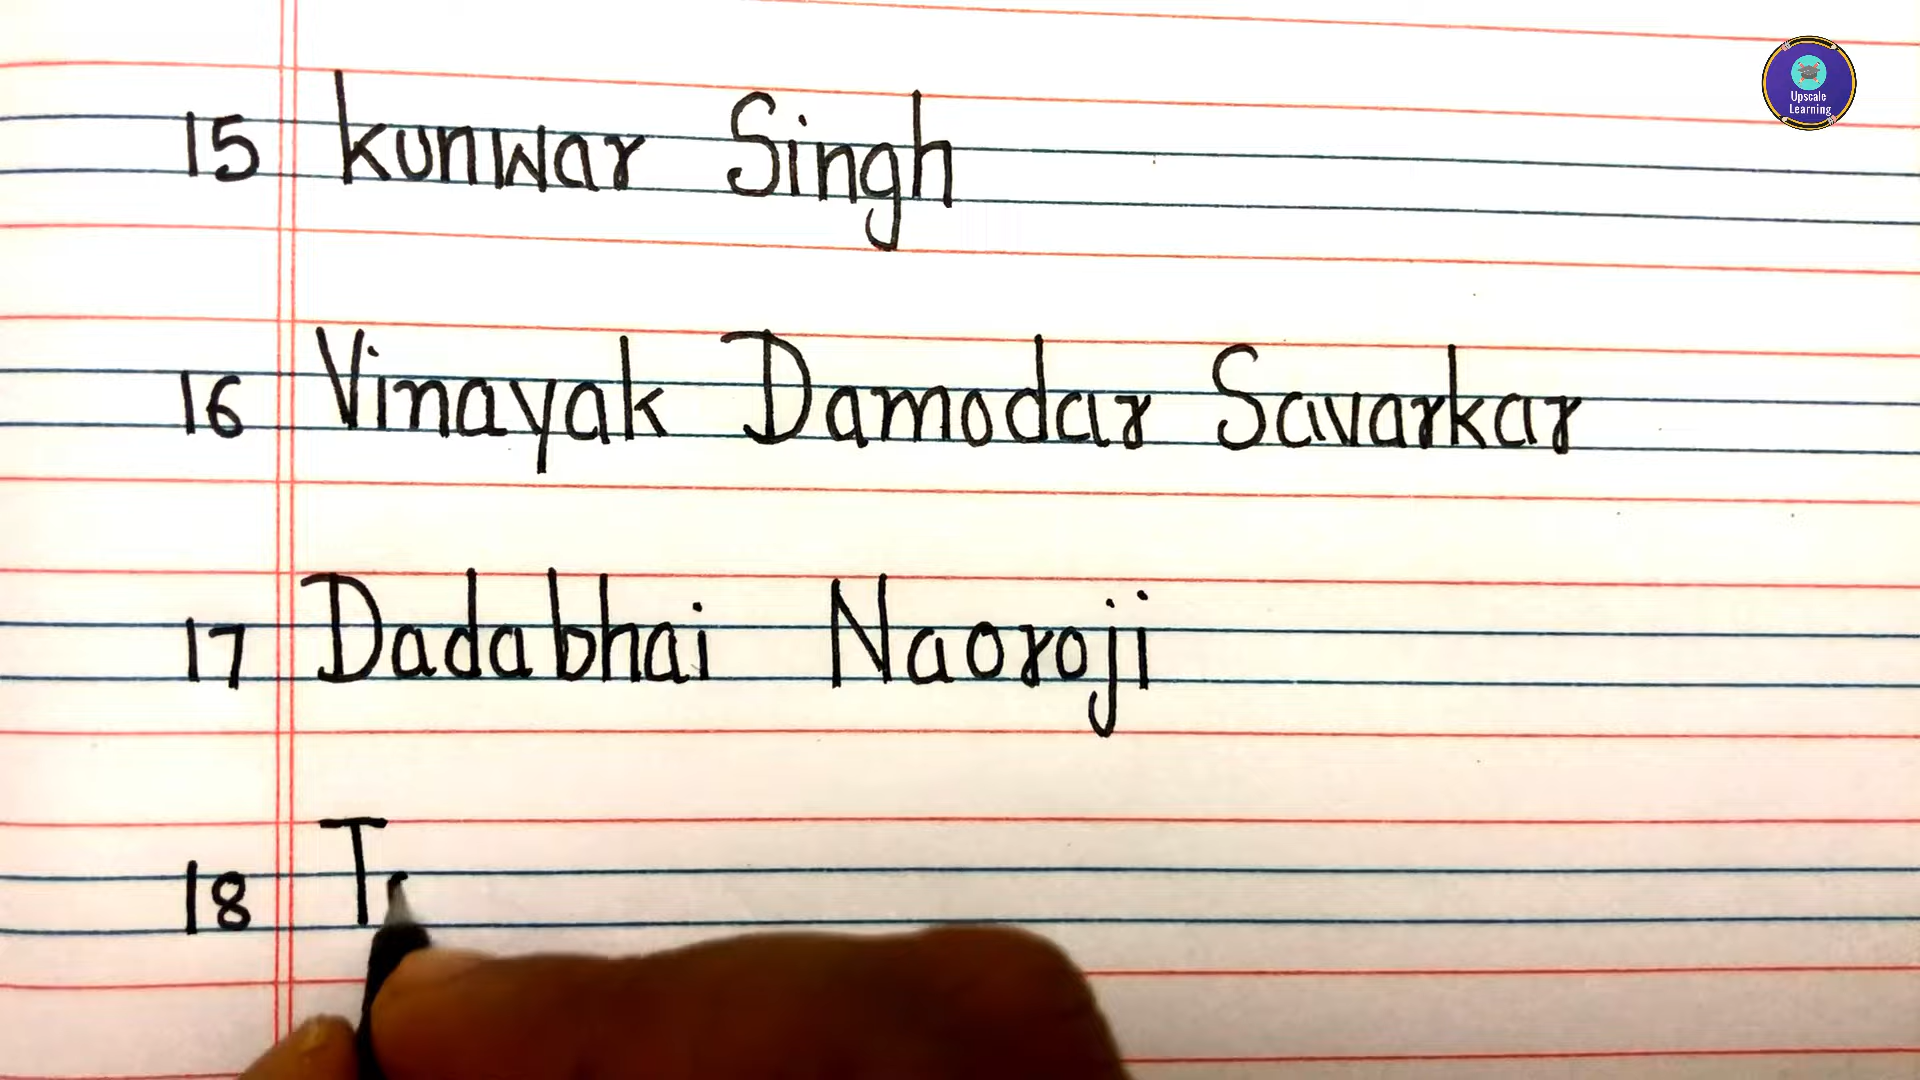 Upscale
Learning
15 kunwar Singh
16 Vinayak Damodar Savarkar
17 Dadabhai Naoroji
18 T